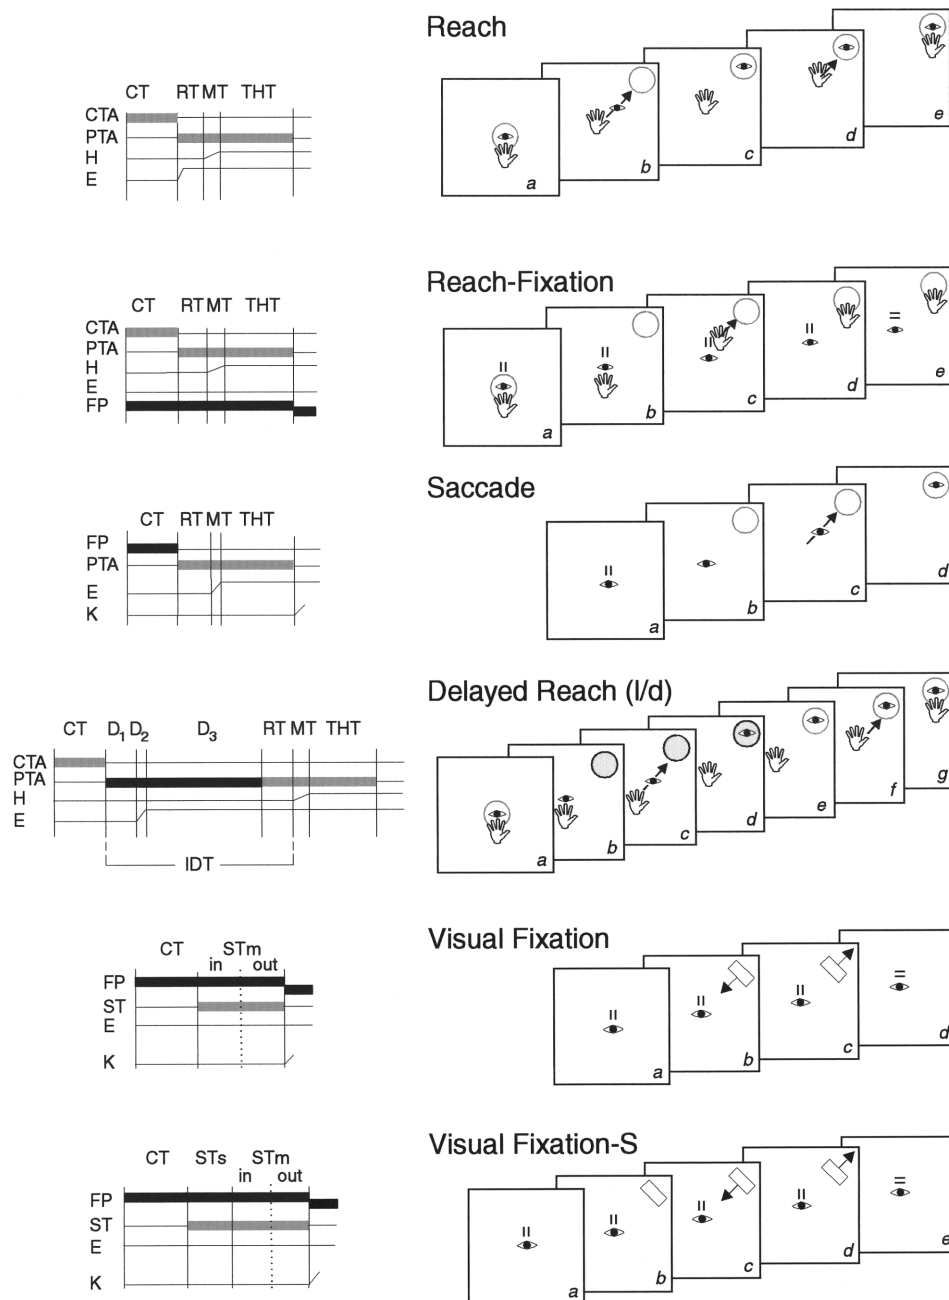 Reach
CT RT MT THT
CTA
PTA
H
E
a
b
c
d
e
Reach-Fixation
CT RT MT THT
CTA
PTA
H
E
FP
a
b
c
d
e
Saccade
CT RT MT THT
FP
PTA
E
K
a
b
c
d
Delayed Reach (l/d)
CT D1 D2 D3 RT MT THT
CTA
PTA
H
E
IDT
a
b
c
d
e
f
g
Visual Fixation
CT STm
in out
FP
ST
E
K
a
b
c
d
Visual Fixation-S
CT STs STm
in out
FP
ST
E
K
a
b
c
d
e